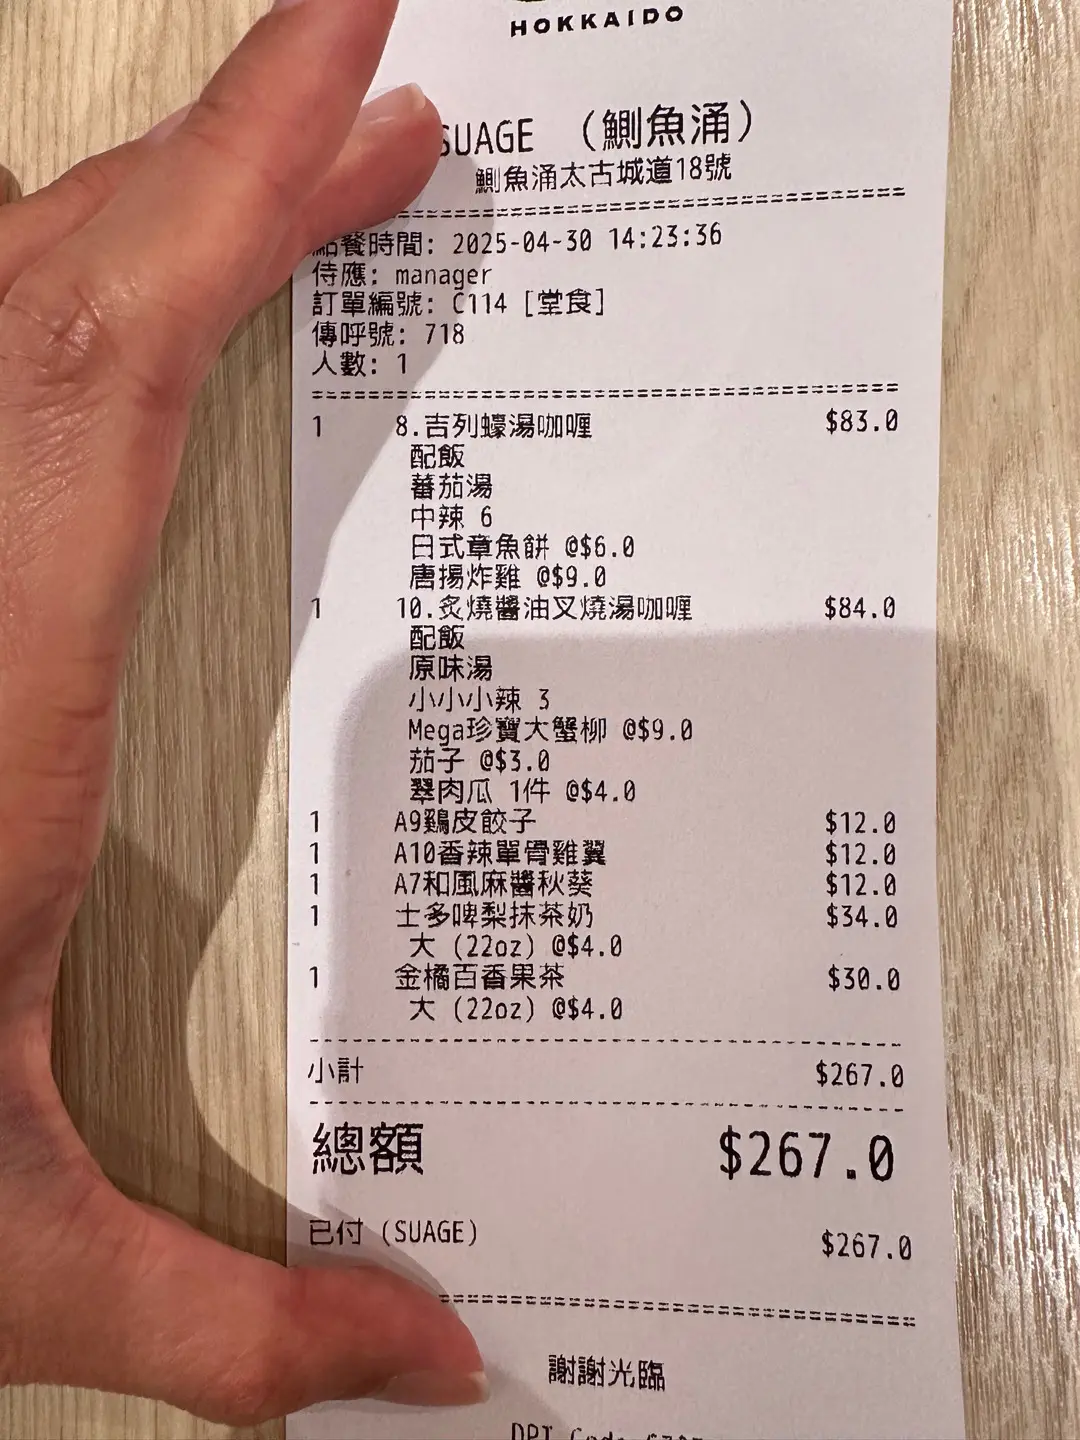 HOKKAIDO
SUAGE （鰂魚涌）
鰂魚涌太古城道18號
點餐時間: 2025-04-30 14:23:36
侍應: manager
訂單編號: C114 [堂食]
傳呼號: 718
人數: 1
1 8.吉列蠔湯咖喱 $83.0
配飯
蕃茄湯
中辣 6
日式章魚餅 @$6.0
唐揚炸雞 @$9.0
1 10.炙燒醬油叉燒湯咖喱 $84.0
配飯
原味湯
小小小辣 3
Mega珍寶大蟹柳 @$9.0
茄子 @$3.0
翠肉瓜 1件 @$4.0
1 A9鷄皮餃子 $12.0
1 A10香辣單骨雞翼 $12.0
1 A7和風麻醬秋葵 $12.0
1 士多啤梨抹茶奶 $34.0
大 (22oz) @$4.0
1 金橘百香果茶 $30.0
大 (22oz) @$4.0
小計 $267.0
總額 $267.0
已付 (SUAGE) $267.0
謝謝光臨